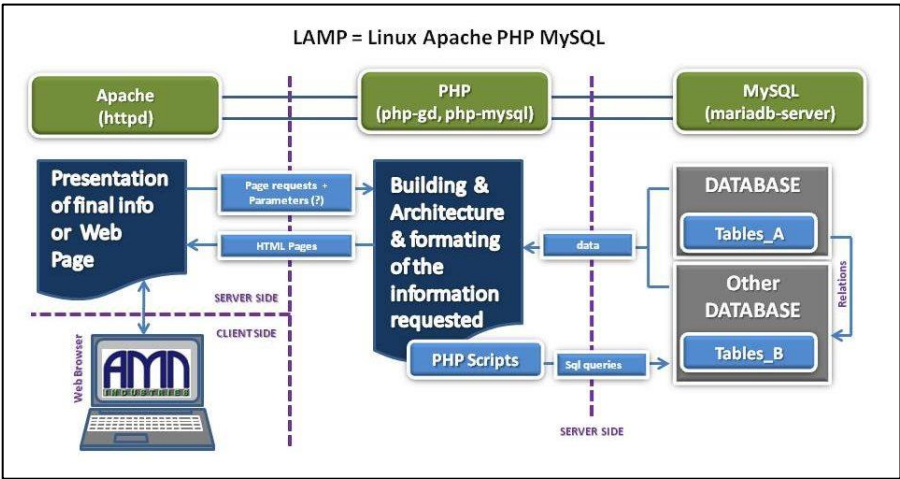 LAMP = Linux Apache PHP MySQL
Apache
(httpd)
PHP
(php-gd, php-mysql)
MySQL
(mariadb-server)
Presentation
of final info
or Web
Page
Page requests +
Parameters (?)
HTML Pages
Building &
Architecture
& formating
of the
information
requested
data
DATABASE
Tables_A
Other
DATABASE
Tables_B
Relations
SERVER SIDE
CLIENT SIDE
Web Browser
AMN
INDUSTRIES
PHP Scripts
Sql queries
SERVER SIDE